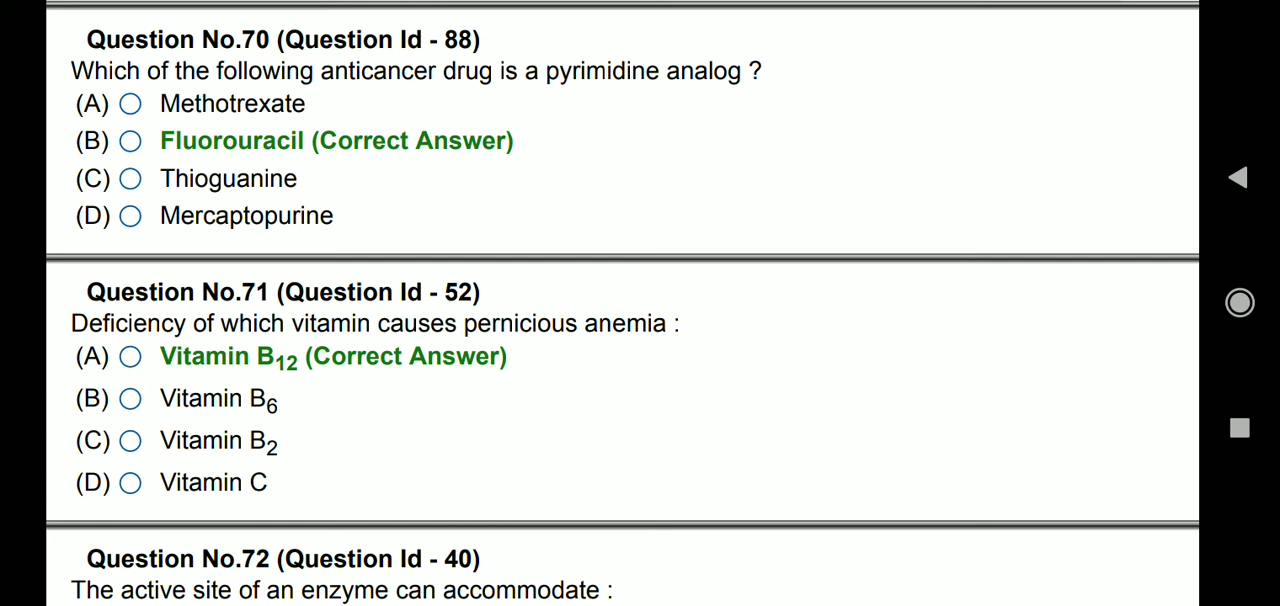 Question No.70 (Question Id - 88)
Which of the following anticancer drug is a pyrimidine analog ?
(A) Methotrexate
(B) Fluorouracil (Correct Answer)
(C) Thioguanine
(D) Mercaptopurine
Question No.71 (Question Id - 52)
Deficiency of which vitamin causes pernicious anemia :
(A) Vitamin B12 (Correct Answer)
(B) Vitamin B6
(C) Vitamin B2
(D) Vitamin C
Question No.72 (Question Id - 40)
The active site of an enzyme can accommodate :